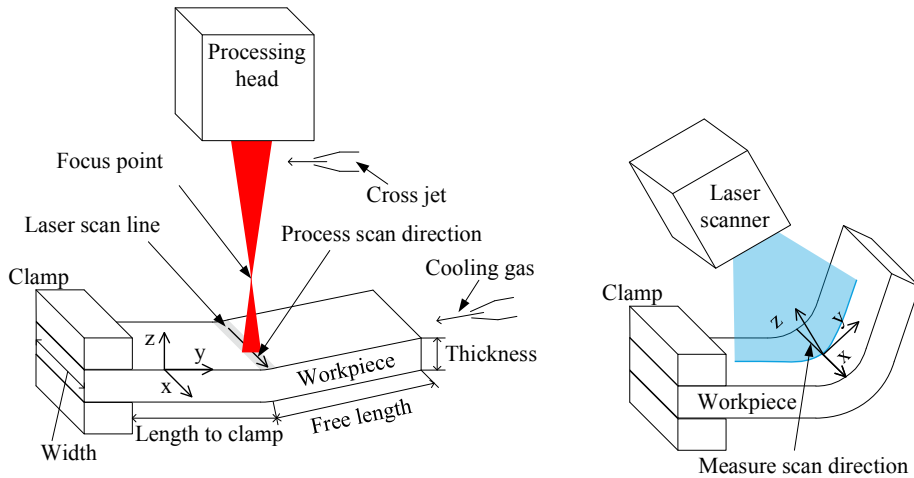 Processing
head
Focus point
Cross jet
Laser scan line
Process scan direction
Cooling gas
Clamp
z
y
x
Workpiece
Thickness
Free length
Length to clamp
Width
Laser
scanner
Clamp
z
y
x
Workpiece
Measure scan direction